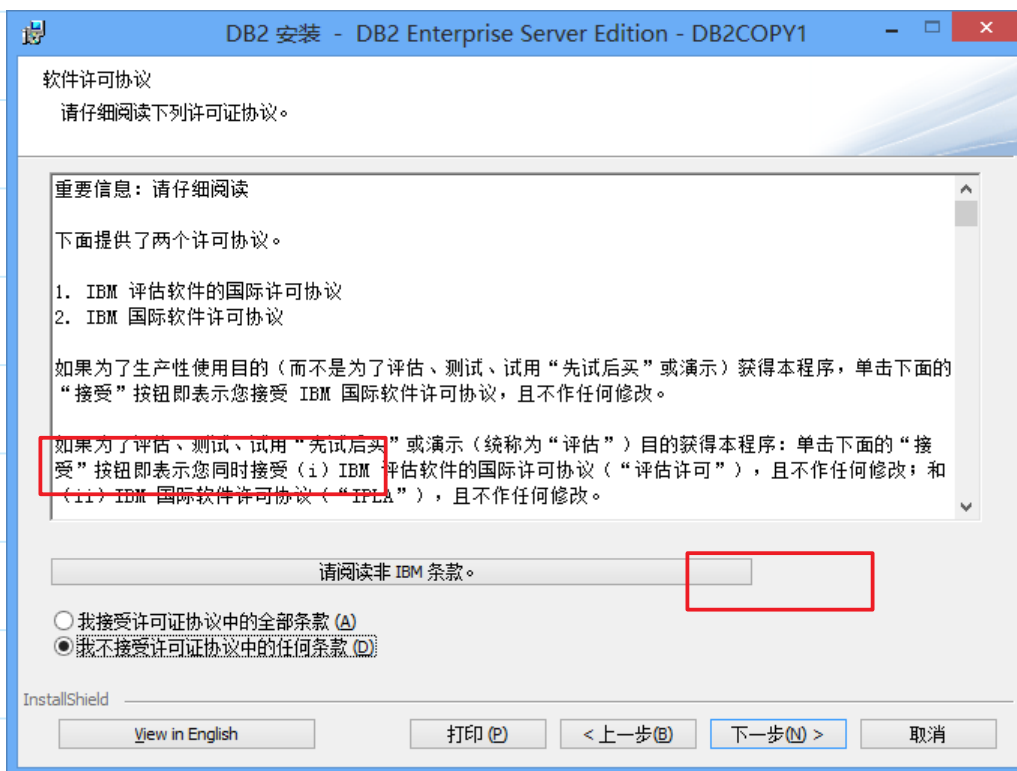 DB2 安装 - DB2 Enterprise Server Edition - DB2COPY1
软件许可协议
请仔细阅读下列许可证协议。
重要信息：请仔细阅读
下面提供了两个许可协议。
1. IBM 评估软件的国际许可协议
2. IBM 国际软件许可协议
如果为了生产性使用目的（而不是为了评估、测试、试用“先试后买”或演示）获得本程序，单击下面的
“接受”按钮即表示您接受 IBM 国际软件许可协议，且不作任何修改。
如果为了评估、测试、试用“先试后买”或演示（统称为“评估”）目的获得本程序：单击下面的“接
受”按钮即表示您同时接受（i）IBM 评估软件的国际许可协议（“评估许可”），且不作任何修改；和
（ii）IBM 国际软件许可协议（“IPLA”），且不作任何修改。
请阅读非 IBM 条款。
我接受许可证协议中的全部条款 (A)
我不接受许可证协议中的任何条款 (D)
InstallShield
View in English 打印 (P) < 上一步(B) 下一步(N) > 取消